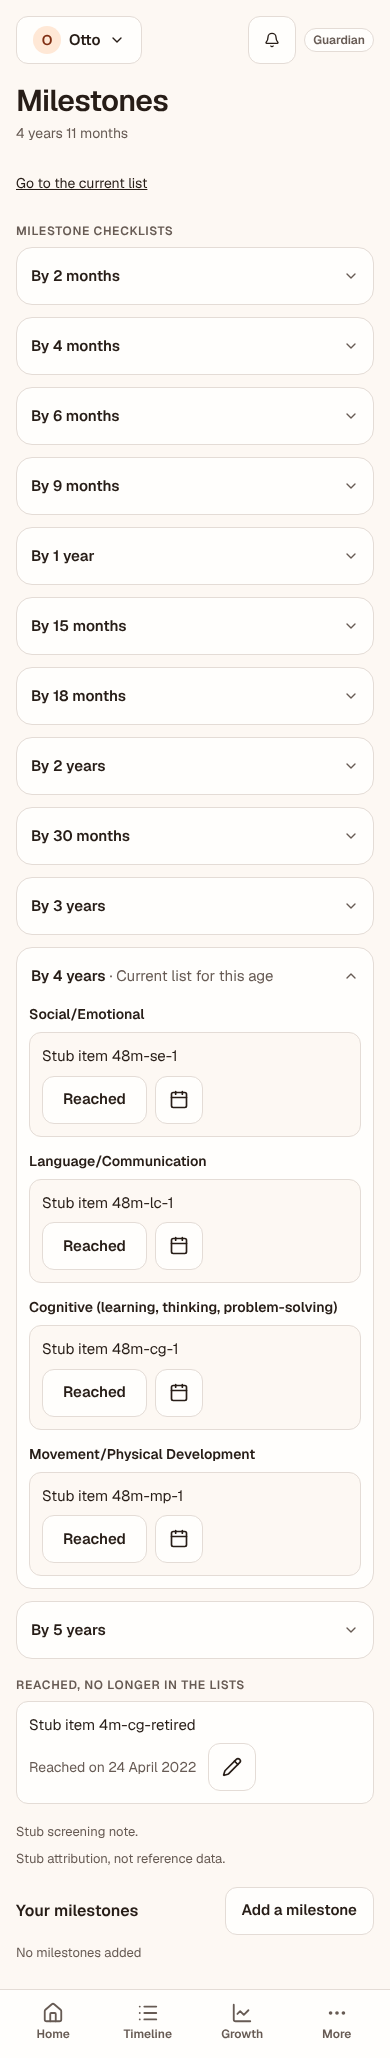 O Otto
Guardian
Milestones
4 years 11 months
Go to the current list
MILESTONE CHECKLISTS
By 2 months
By 4 months
By 6 months
By 9 months
By 1 year
By 15 months
By 18 months
By 2 years
By 30 months
By 3 years
By 4 years · Current list for this age
Social/Emotional
Stub item 48m-se-1
Reached
Language/Communication
Stub item 48m-lc-1
Reached
Cognitive (learning, thinking, problem-solving)
Stub item 48m-cg-1
Reached
Movement/Physical Development
Stub item 48m-mp-1
Reached
By 5 years
REACHED, NO LONGER IN THE LISTS
Stub item 4m-cg-retired
Reached on 24 April 2022
Stub screening note.
Stub attribution, not reference data.
Your milestones
Add a milestone
No milestones added
Home
Timeline
Growth
More